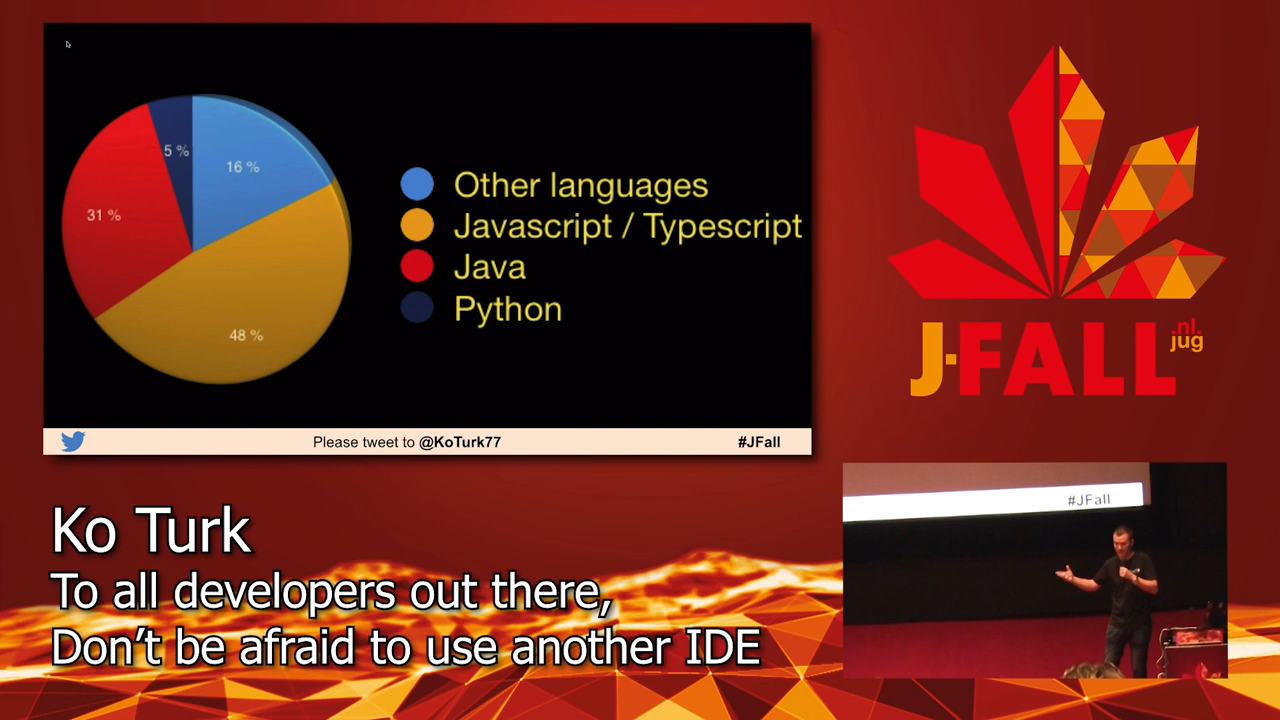 5 %
16 %
31 %
48 %
Other languages
Javascript / Typescript
Java
Python
Please tweet to @KoTurk77
#JFall
J-FALL
.nl.
jug
#JFall
Ko Turk
To all developers out there,
Don't be afraid to use another IDE